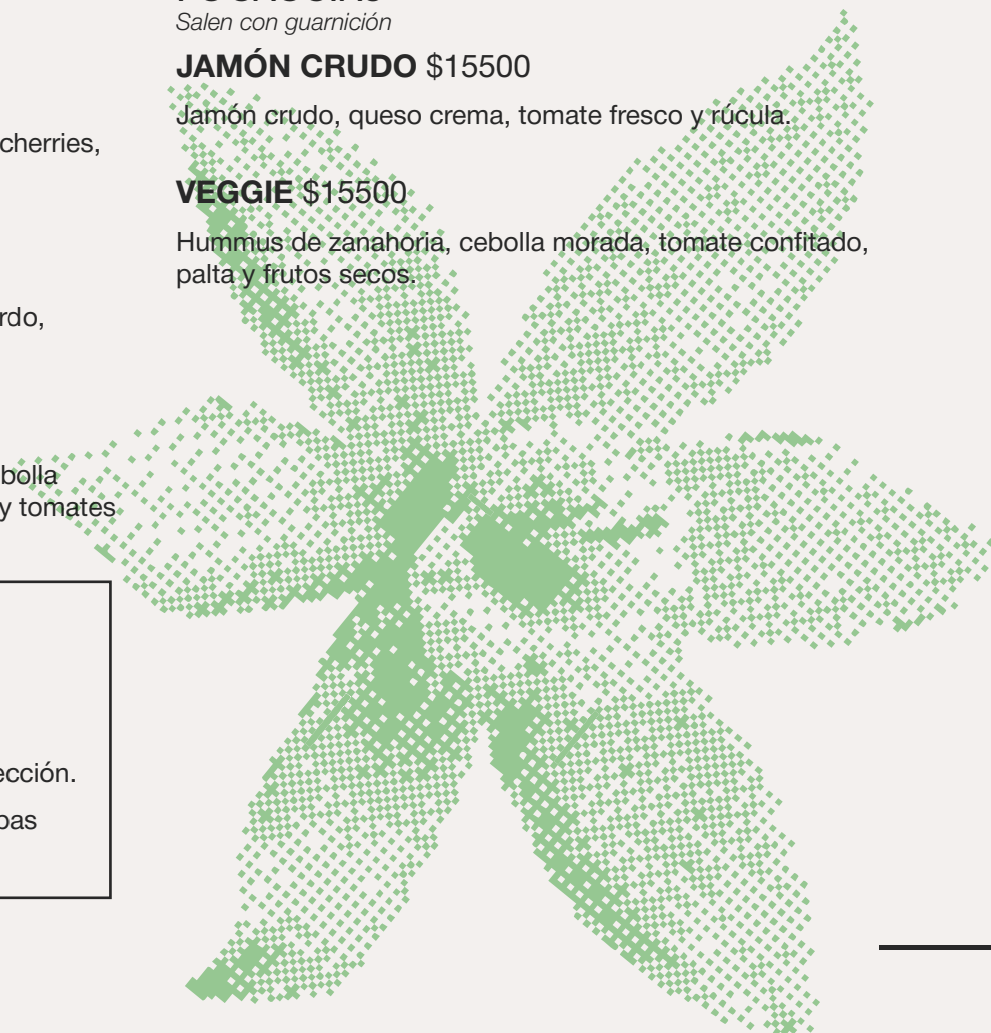 Salen con guarnición
JAMÓN CRUDO $15500
Jamón crudo, queso crema, tomate fresco y rúcula.
cherries,
VEGGIE $15500
Hummus de zanahoria, cebolla morada, tomate confitado,
palta y frutos secos.
rdo,
bolla
y tomates
ección.
pas